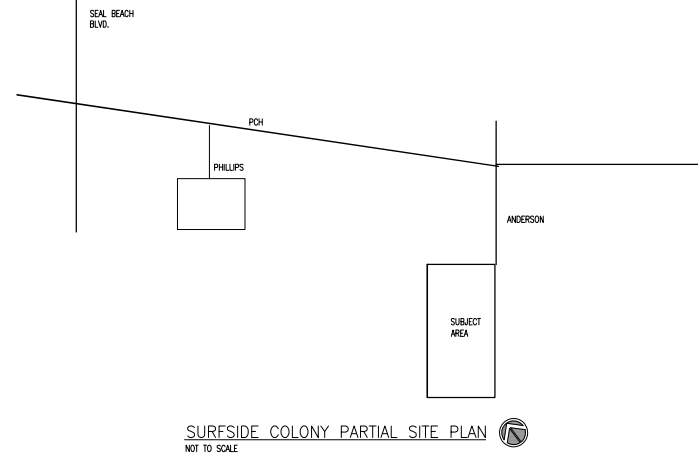 SEAL BEACH
BLVD.
PCH
PHILLIPS
ANDERSON
SUBJECT
AREA
SURFSIDE COLONY PARTIAL SITE PLAN
NOT TO SCALE